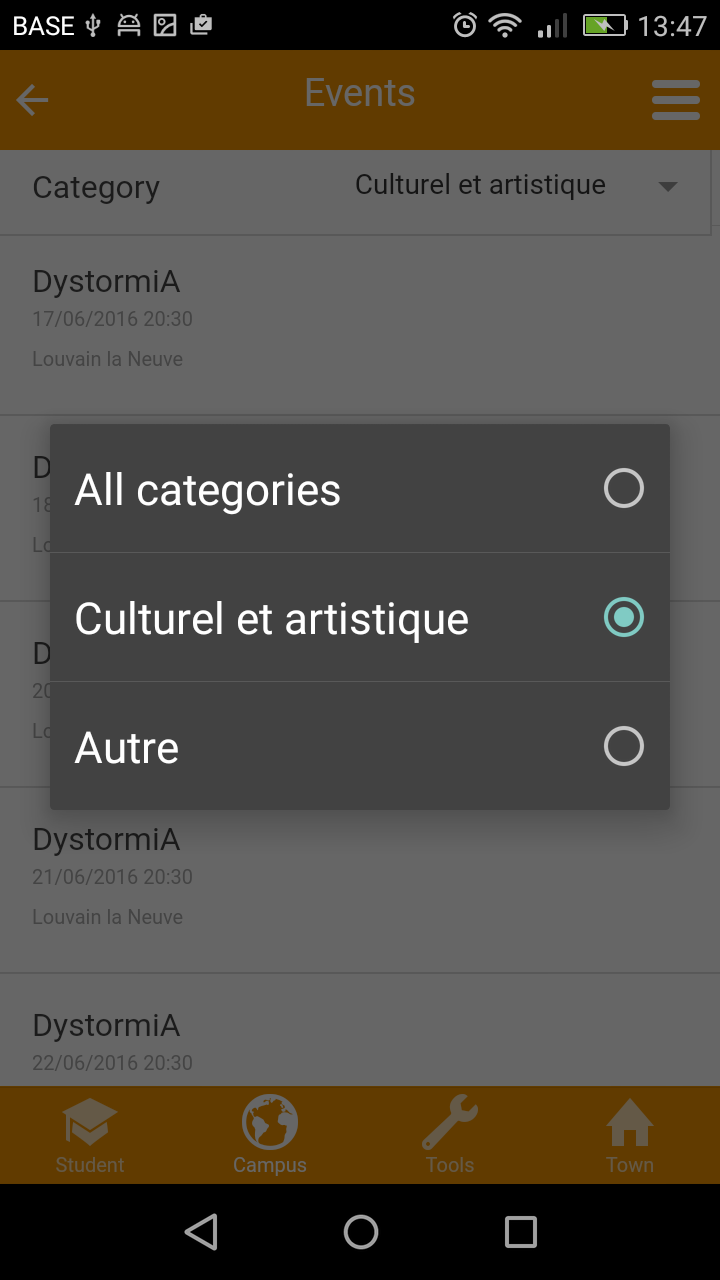 BASE 13:47
Events
Category Culturel et artistique
DystormiA
17/06/2016 20:30
Louvain la Neuve
D
18
Lo
All categories
Culturel et artistique
D
20
Lo
Autre
DystormiA
21/06/2016 20:30
Louvain la Neuve
DystormiA
22/06/2016 20:30
Student Campus Tools Town